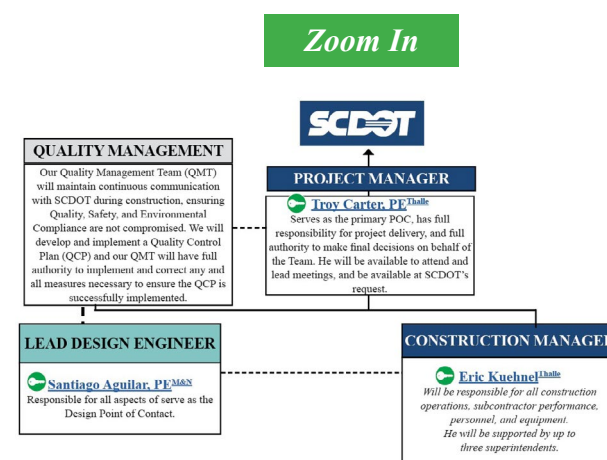 Zoom In
SCDOT
QUALITY MANAGEMENT
Our Quality Management Team (QMT)
will maintain continuous communication
with SCDOT during construction, ensuring
Quality, Safety, and Environmental
Compliance are not compromised. We will
develop and implement a Quality Control
Plan (QCP) and our QMT will have full
authority to implement and correct any and
all measures necessary to ensure the QCP is
successfully implemented.
PROJECT MANAGER
Troy Carter, PE Thalle
Serves as the primary POC, has full
responsibility for project delivery, and full
authority to make final decisions on behalf of
the Team. He will be available to attend and
lead meetings, and be available at SCDOT's
request.
LEAD DESIGN ENGINEER
Santiago Aguilar, PE M&N
Responsible for all aspects of serve as the
Design Point of Contact.
CONSTRUCTION MANAGER
Eric Kuehnel Thalle
Will be responsible for all construction
operations, subcontractor performance,
personnel, and equipment.
He will be supported by up to
three superintendents.